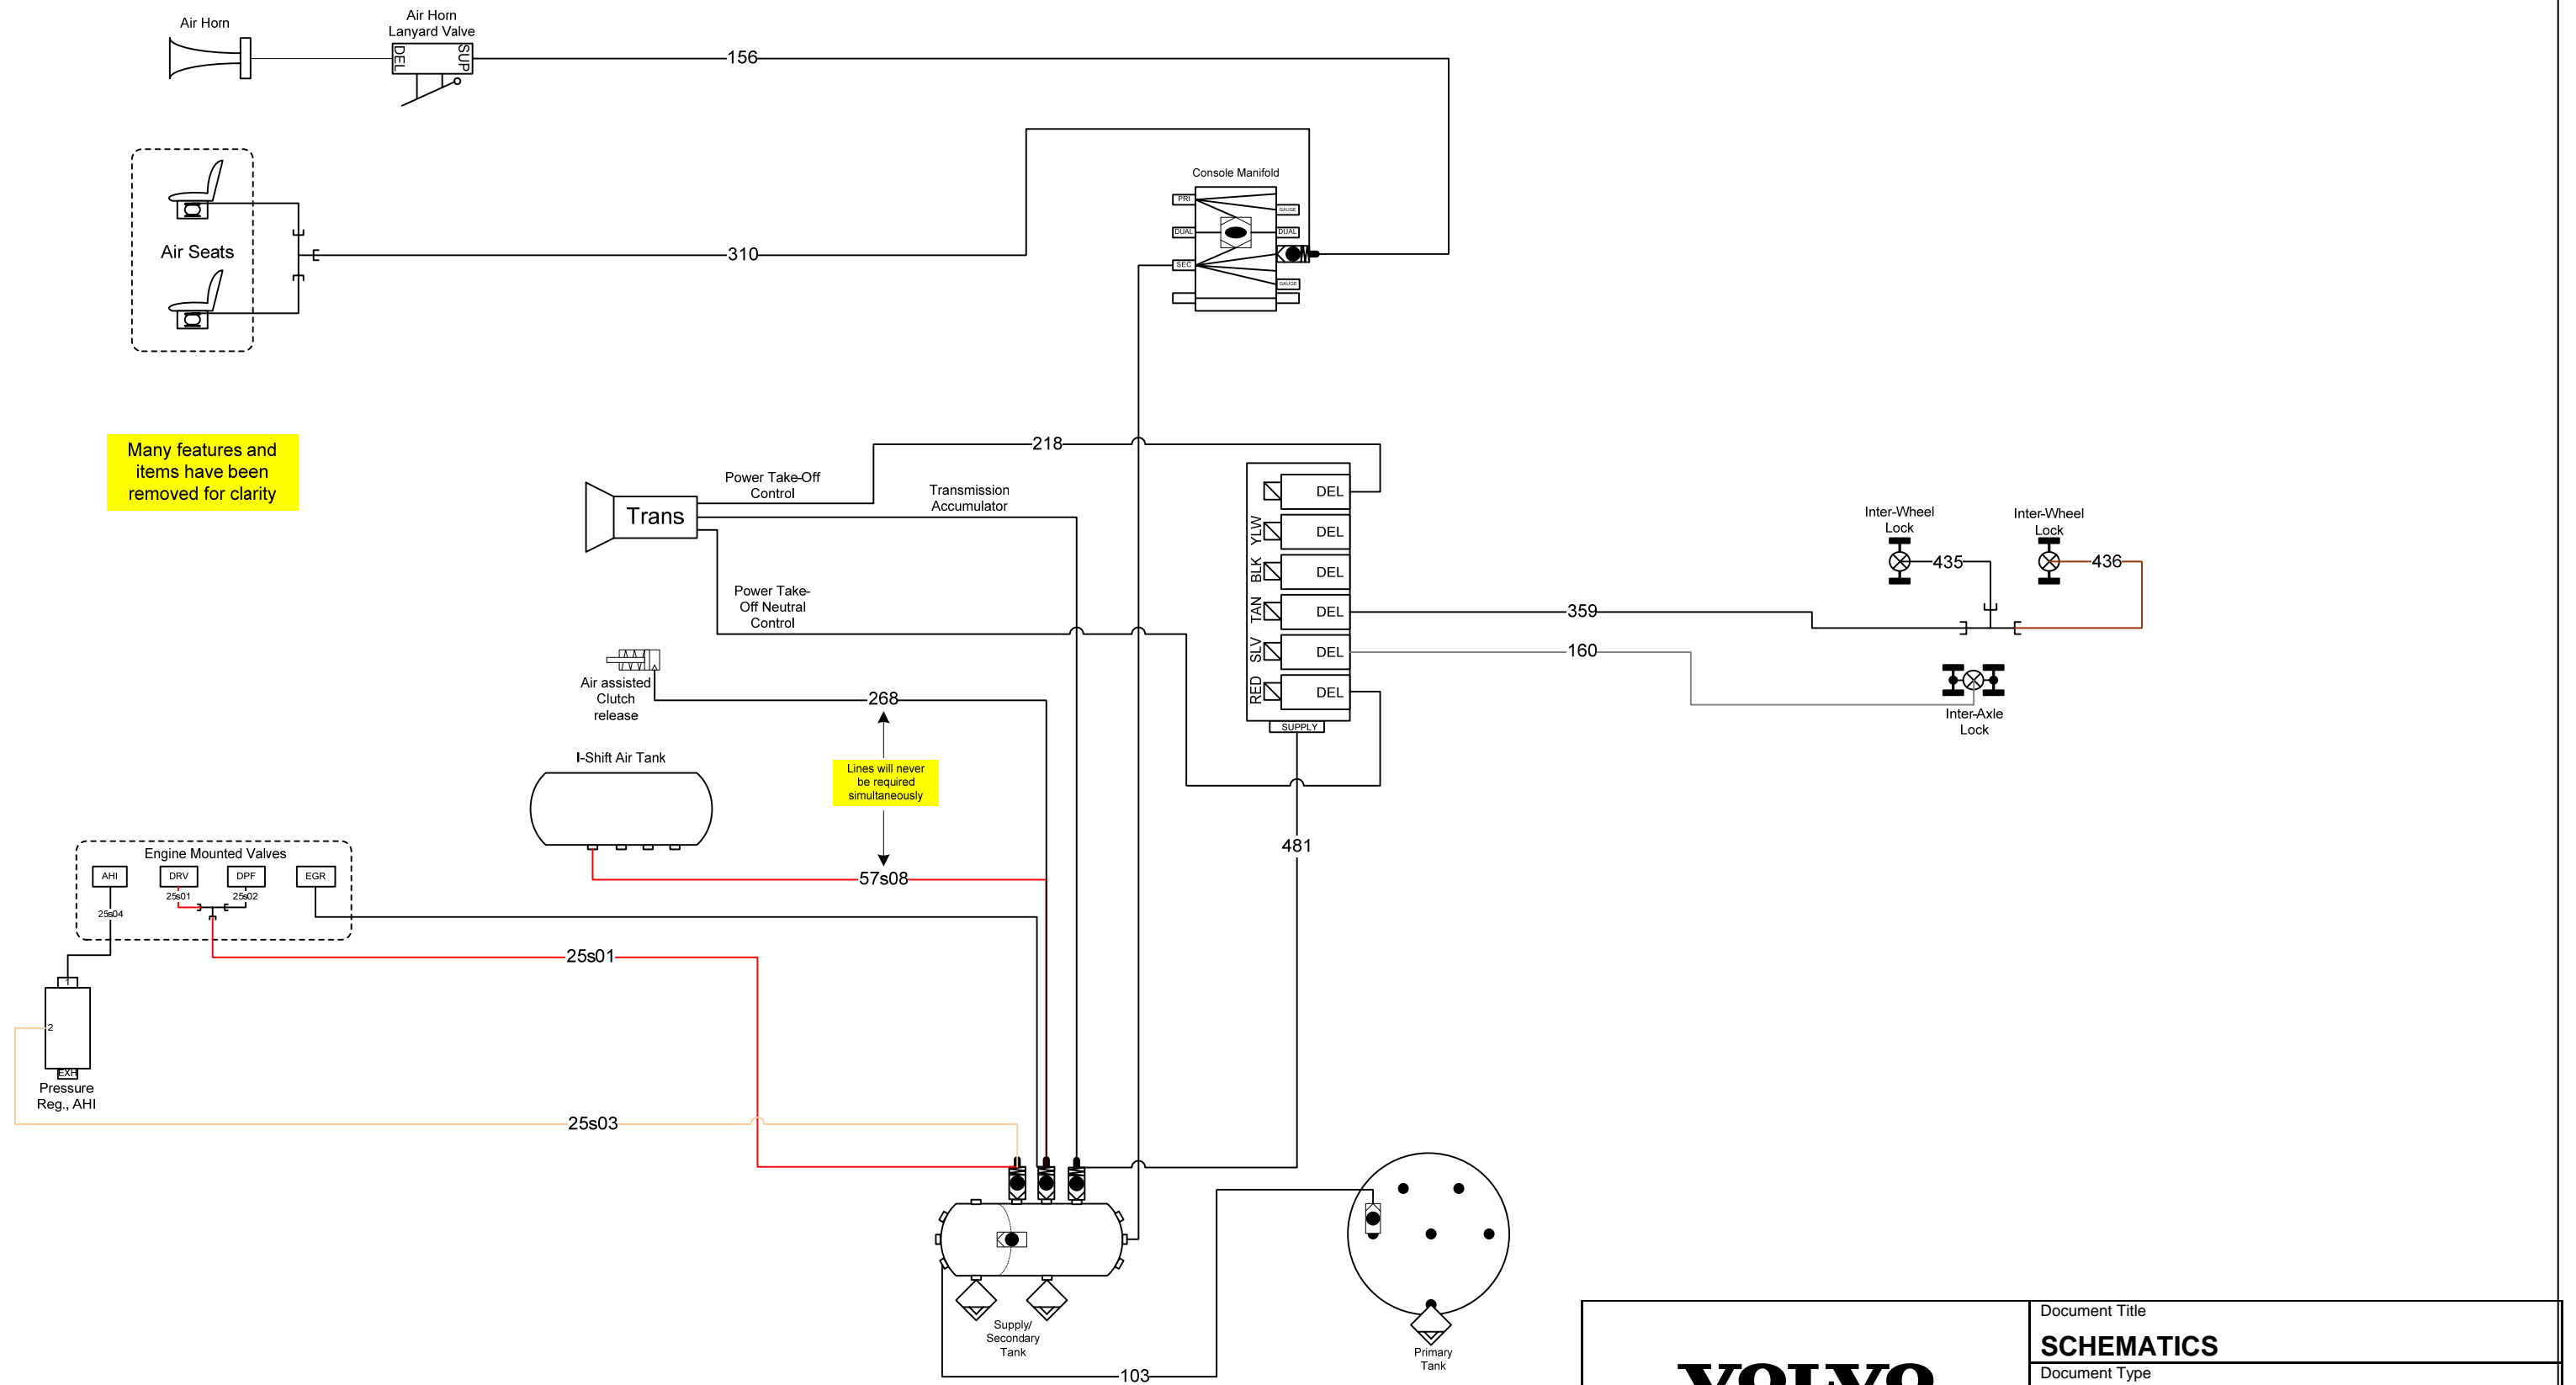 Air Horn
Air Horn
Lanyard Valve
DEL
SUP
156
Air Seats
310
Console Manifold
PRI
GAUGE
DUAL
DUAL
SEC
GAUGE
Many features and
items have been
removed for clarity
218
Power Take-Off
Control
Transmission
Accumulator
Trans
Power Take-
Off Neutral
Control
DEL
YLW
DEL
BLK
DEL
TAN
DEL
SLV
DEL
RED
DEL
SUPPLY
359
160
Inter-Wheel
Lock
435
Inter-Wheel
Lock
436
Inter-Axle
Lock
Air assisted
Clutch
release
268
Lines will never
be required
simultaneously
I-Shift Air Tank
57s08
481
Engine Mounted Valves
AHI
DRV
DPF
EGR
25s01
25s02
25s04
25s01
1
2
EXH
Pressure
Reg., AHI
25s03
Supply/
Secondary
Tank
103
Primary
Tank
VOLVO
Document Title
SCHEMATICS
Document Type